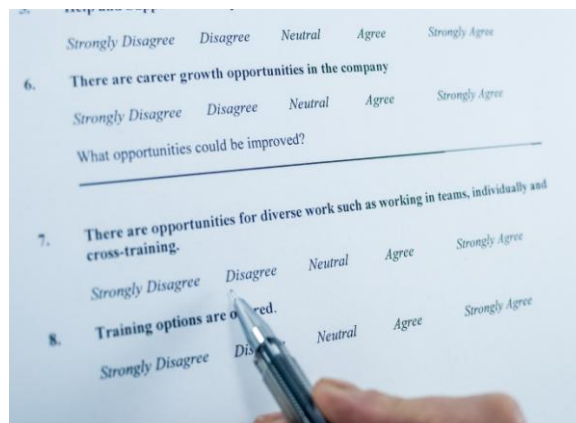 Strongly Disagree Disagree Neutral Agree Strongly Agree
6. There are career growth opportunities in the company
Strongly Disagree Disagree Neutral Agree Strongly Agree
What opportunities could be improved?
7. There are opportunities for diverse work such as working in teams, individually and
cross-training.
Strongly Disagree Disagree Neutral Agree Strongly Agree
8. Training options are
Strongly Disagree Neutral Agree Strongly Agree